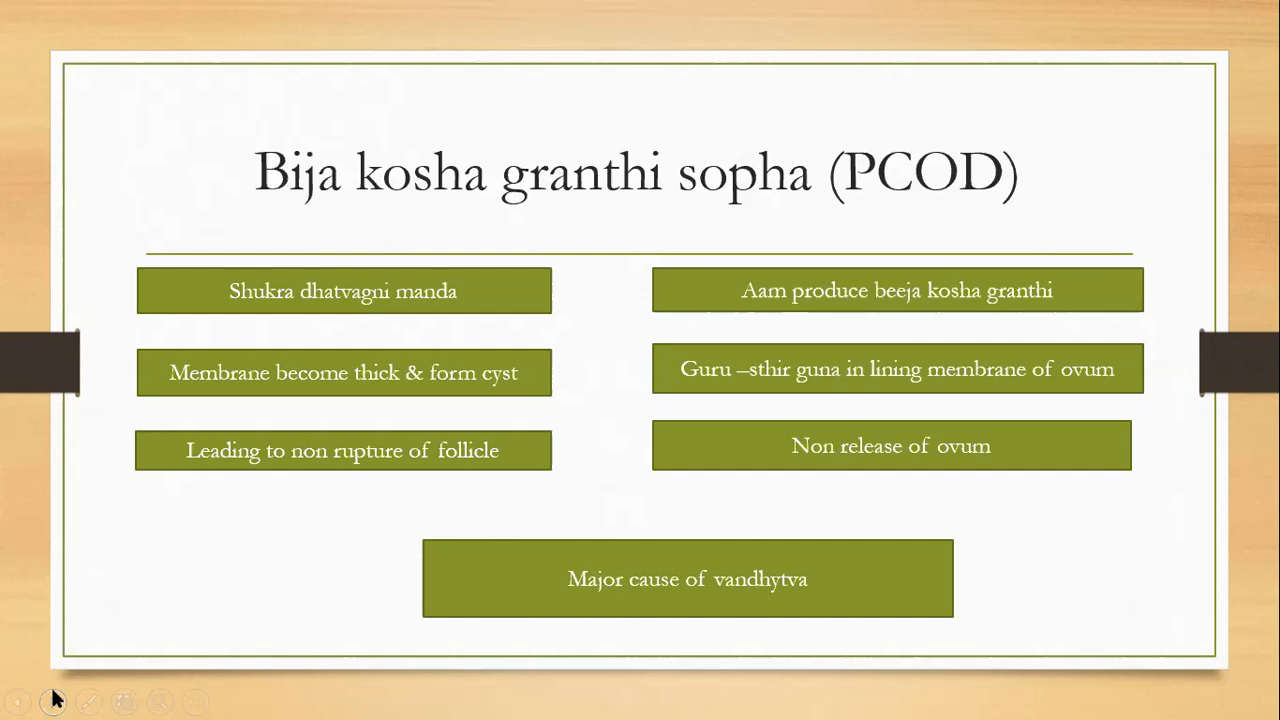 Bija kosha granthi sopha (PCOD)
Shukra dhatvagni manda
Aam produce beeja kosha granthi
Membrane become thick & form cyst
Guru –sthir guna in lining membrane of ovum
Leading to non rupture of follicle
Non release of ovum
Major cause of vandhytva